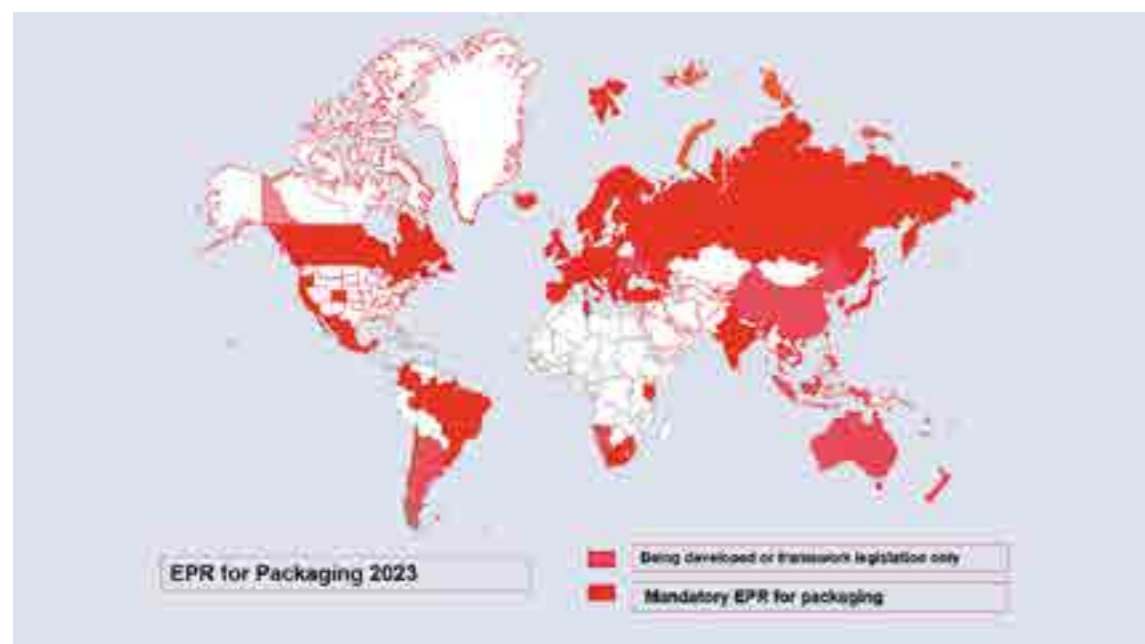 EPR for Packaging 2023
Being developed or framework legislation only
Mandatory EPR for packaging